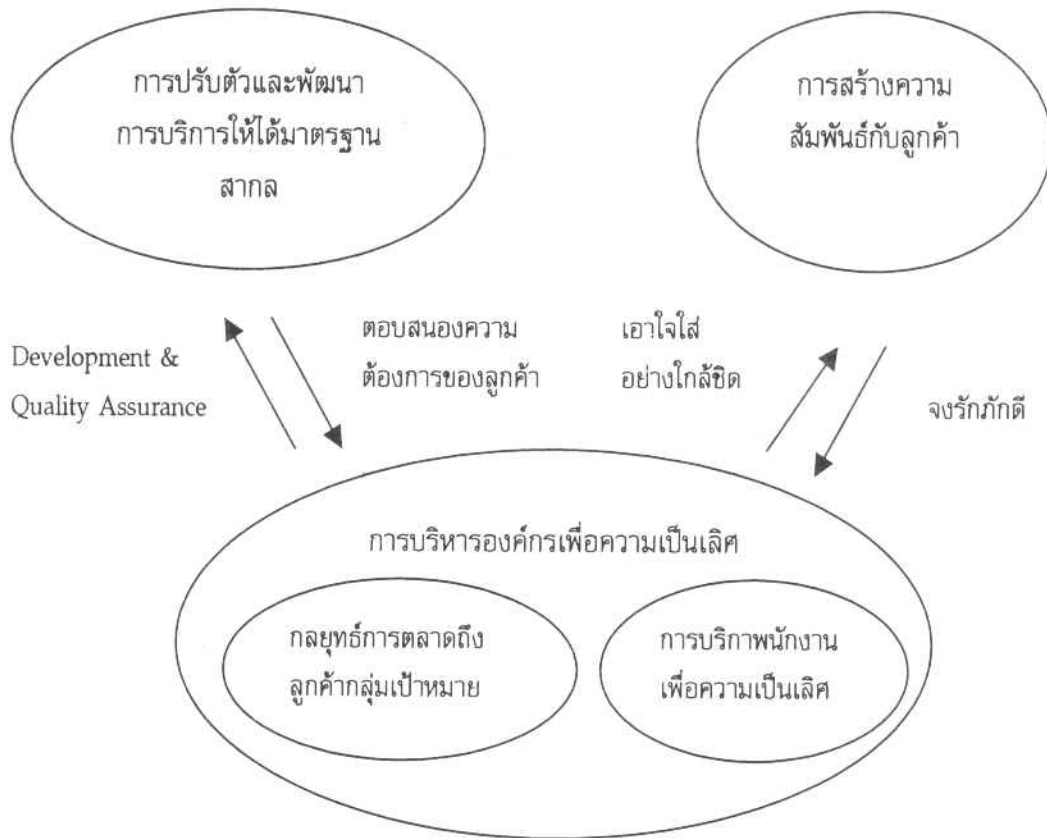 การปรับตัวและพัฒนา
การบริการให้ได้มาตรฐาน
สากล
การสร้างความ
สัมพันธ์กับลูกค้า
Development &
Quality Assurance
ตอบสนองความ
ต้องการของลูกค้า
เอาใจใส่
อย่างใกล้ชิด
จงรักภักดี
การบริหารองค์กรเพื่อความเป็นเลิศ
กลยุทธ์การตลาดถึง
ลูกค้ากลุ่มเป้าหมาย
การบริกาพนักงาน
เพื่อความเป็นเลิศ